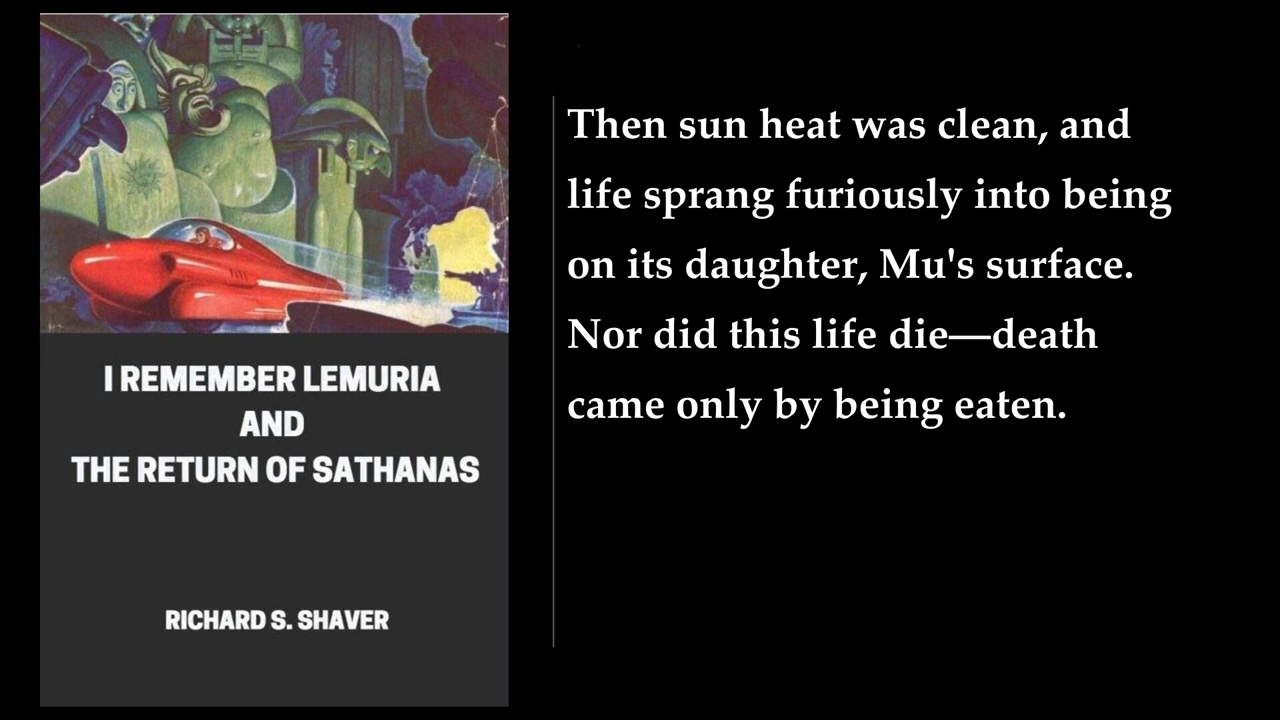 I REMEMBER LEMURIA
AND
THE RETURN OF SATHANAS
RICHARD S. SHAVER
Then sun heat was clean, and
life sprang furiously into being
on its daughter, Mu's surface.
Nor did this life die—death
came only by being eaten.